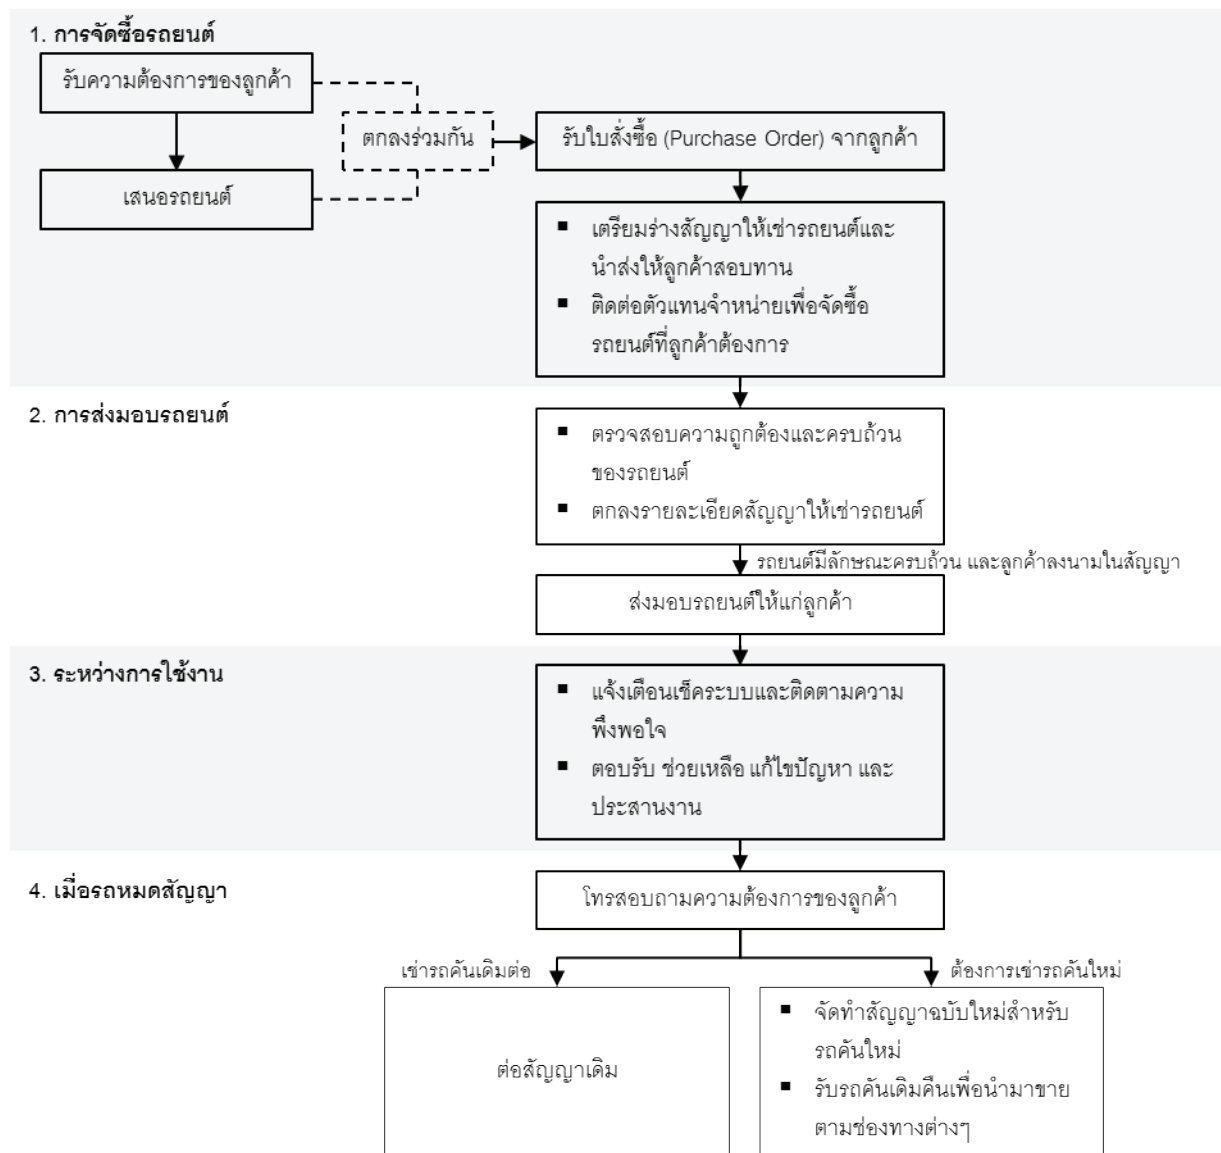 1. การจัดซื้อรถยนต์
รับความต้องการของลูกค้า
ตกลงร่วมกัน
รับใบสั่งซื้อ (Purchase Order) จากลูกค้า
เสนอรถยนต์
▪ เตรียมร่างสัญญาให้เช่ารถยนต์และ
นำส่งให้ลูกค้าสอบทาน
▪ ติดต่อตัวแทนจำหน่ายเพื่อจัดซื้อ
รถยนต์ที่ลูกค้าต้องการ
2. การส่งมอบรถยนต์
▪ ตรวจสอบความถูกต้องและครบถ้วน
ของรถยนต์
▪ ตกลงรายละเอียดสัญญาให้เช่ารถยนต์
รถยนต์มีลักษณะครบถ้วน และลูกค้าลงนามในสัญญา
ส่งมอบรถยนต์ให้แก่ลูกค้า
3. ระหว่างการใช้งาน
▪ แจ้งเตือนเช็คระบบและติดตามความ
พึงพอใจ
▪ ตอบรับ ช่วยเหลือ แก้ไขปัญหา และ
ประสานงาน
4. เมื่อรถหมดสัญญา
โทรสอบถามความต้องการของลูกค้า
เช่ารถคันเดิมต่อ
ต้องการเช่ารถคันใหม่
ต่อสัญญาเดิม
▪ จัดทำสัญญาฉบับใหม่สำหรับ
รถคันใหม่
▪ รับรถคันเดิมคืนเพื่อนำมาขาย
ตามช่องทางต่างๆ